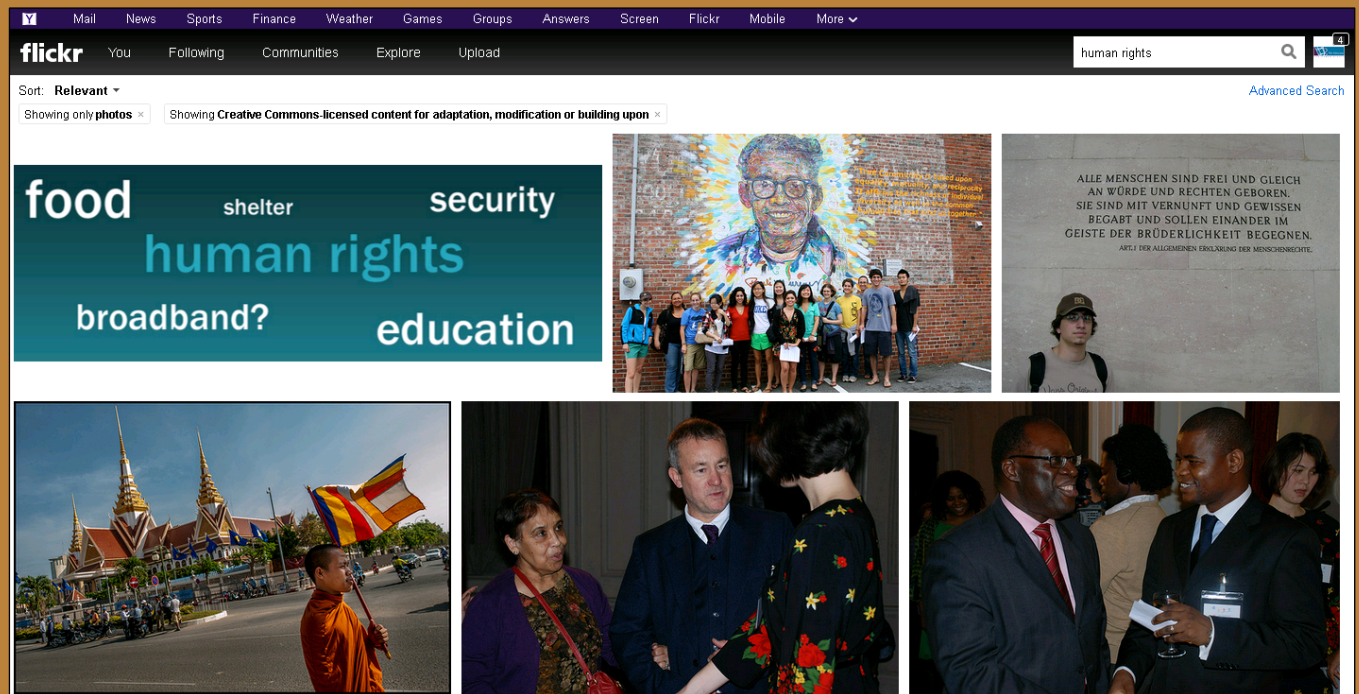 Y Mail News Sports Finance Weather Games Groups Answers Screen Flickr Mobile More
flickr You Following Communities Explore Upload human rights 4
Sort: Relevant Advanced Search
Showing only photos × Showing Creative Commons-licensed content for adaptation, modification or building upon ×
food
shelter
security
human rights
broadband?
education
ALLE MENSCHEN SIND FREI UND GLEICH
AN WÜRDE UND RECHTEN GEBOREN.
SIE SIND MIT VERNUNFT UND GEWISSEN
BEGABT UND SOLLEN EINANDER IM
GEISTE DER BRÜDERLICHKEIT BEGEGNEN.
ART.1 DER ALLGEMEINEN ERKLÄRUNG DER MENSCHENRECHTE.